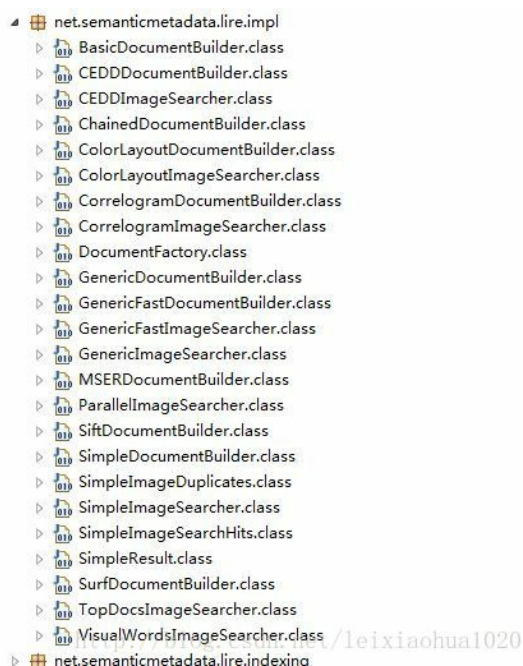 net.semanticmetadata.lire.impl
BasicDocumentBuilder.class
CEDDDocumentBuilder.class
CEDDImageSearcher.class
ChainedDocumentBuilder.class
ColorLayoutDocumentBuilder.class
ColorLayoutImageSearcher.class
CorrelogramDocumentBuilder.class
CorrelogramImageSearcher.class
DocumentFactory.class
GenericDocumentBuilder.class
GenericFastDocumentBuilder.class
GenericFastImageSearcher.class
GenericImageSearcher.class
MSERDocumentBuilder.class
ParallelImageSearcher.class
SiftDocumentBuilder.class
SimpleDocumentBuilder.class
SimpleImageDuplicates.class
SimpleImageSearcher.class
SimpleImageSearchHits.class
SimpleResult.class
SurfDocumentBuilder.class
TopDocsImageSearcher.class
VisualWordsImageSearcher.class
http://blog.csdn.net/leixiaohua1020
net.semanticmetadata.lire.indexing